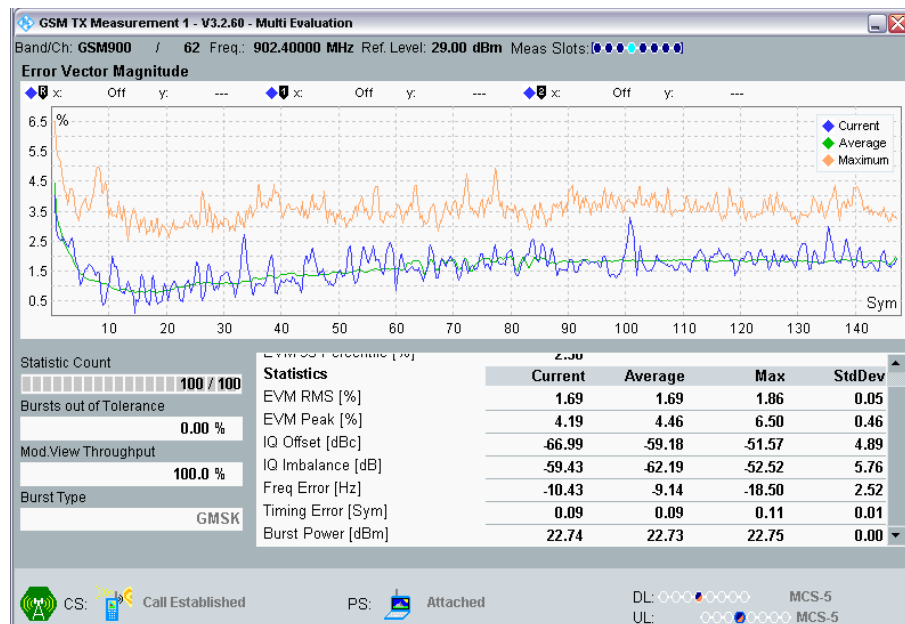 GSM TX Measurement 1 - V3.2.60 - Multi Evaluation
Band/Ch: GSM900 / 62 Freq.: 902.40000 MHz Ref. Level: 29.00 dBm Meas Slots:
Error Vector Magnitude
R x: Off y: --- 1 x: Off y: --- 2 x: Off y: ---
%
6.5
5.5
4.5
3.5
2.5
1.5
0.5
Current
Average
Maximum
Sym
10 20 30 40 50 60 70 80 90 100 110 120 130 140
Statistic Count
100 / 100
Bursts out of Tolerance
0.00 %
Mod.View Throughput
100.0 %
Burst Type
GMSK
Statistics Current Average Max StdDev
EVM RMS [%] 1.69 1.69 1.86 0.05
EVM Peak [%] 4.19 4.46 6.50 0.46
IQ Offset [dBc] -66.99 -59.18 -51.57 4.89
IQ Imbalance [dB] -59.43 -62.19 -52.52 5.76
Freq Error [Hz] -10.43 -9.14 -18.50 2.52
Timing Error [Sym] 0.09 0.09 0.11 0.01
Burst Power [dBm] 22.74 22.73 22.75 0.00
CS: Call Established PS: Attached
DL: MCS-5
UL: MCS-5